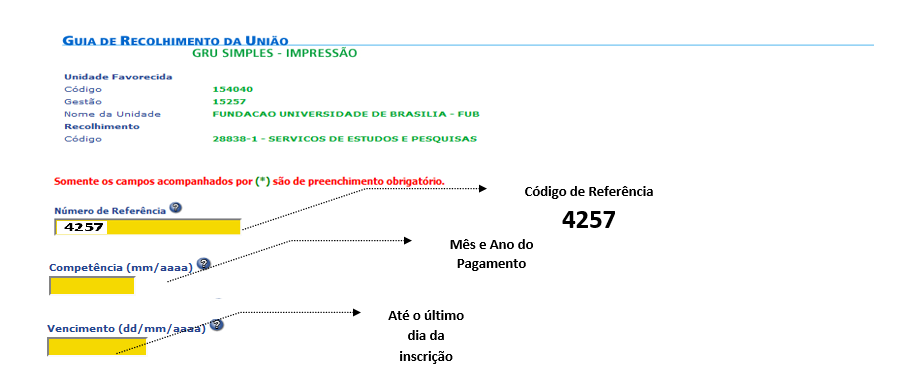 GUIA DE RECOLHIMENTO DA UNIÃO
GRU SIMPLES - IMPRESSÃO
Unidade Favorecida
Código 154040
Gestão 15257
Nome da Unidade FUNDACAO UNIVERSIDADE DE BRASILIA - FUB
Recolhimento
Código 28838-1 - SERVICOS DE ESTUDOS E PESQUISAS
Somente os campos acompanhados por (*) são de preenchimento obrigatório.
Código de Referência
4257
Número de Referência ?
4257
Mês e Ano do
Pagamento
Competência (mm/aaaa) ?
Até o último
dia da
inscrição
Vencimento (dd/mm/aaaa) ?